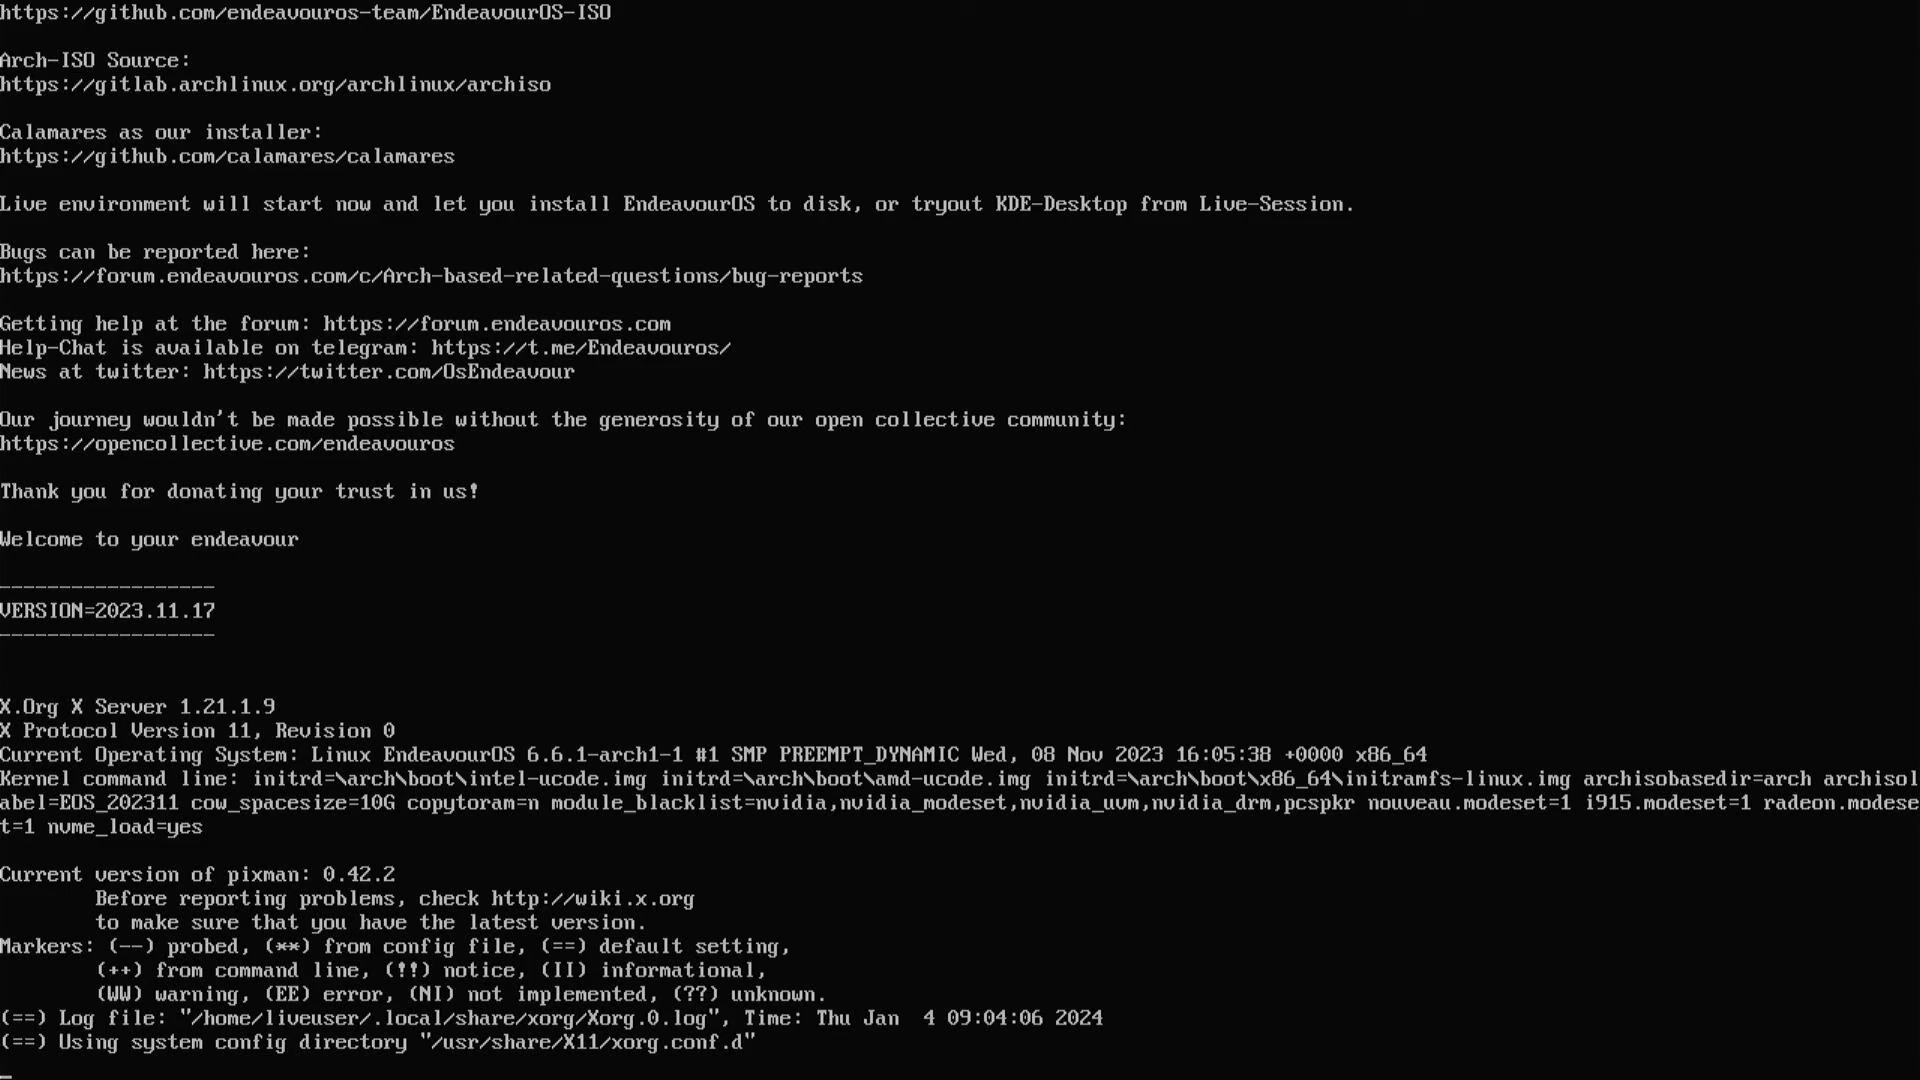 https://github.com/endeavouros-team/EndeavourOS-ISO
Arch-ISO Source:
https://gitlab.archlinux.org/archlinux/archiso
Calamares as our installer:
https://github.com/calamares/calamares
Live environment will start now and let you install EndeavourOS to disk, or tryout KDE-Desktop from Live-Session.
Bugs can be reported here:
https://forum.endeavouros.com/c/Arch-based-related-questions/bug-reports
Getting help at the forum: https://forum.endeavouros.com
Help-Chat is available on telegram: https://t.me/Endeavouros/
News at twitter: https://twitter.com/OsEndeavour
Our journey wouldn't be made possible without the generosity of our open collective community:
https://opencollective.com/endeavouros
Thank you for donating your trust in us!
Welcome to your endeavour
------------------
VERSION=2023.11.17
------------------
X.Org X Server 1.21.1.9
X Protocol Version 11, Revision 0
Current Operating System: Linux EndeavourOS 6.6.1-arch1-1 #1 SMP PREEMPT_DYNAMIC Wed, 08 Nov 2023 16:05:38 +0000 x86_64
Kernel command line: initrd=\arch\boot\intel-ucode.img initrd=\arch\boot\amd-ucode.img initrd=\arch\boot\x86_64\initramfs-linux.img archisobasedir=arch archisol
abel=EOS_202311 cow_spacesize=10G copytoram=n module_blacklist=nvidia,nvidia_modeset,nvidia_uvm,nvidia_drm,pcspkr nouveau.modeset=1 i915.modeset=1 radeon.modese
t=1 nvme_load=yes
Current version of pixman: 0.42.2
Before reporting problems, check http://wiki.x.org
to make sure that you have the latest version.
Markers: (--) probed, (**) from config file, (==) default setting,
(++) from command line, (!!) notice, (II) informational,
(WW) warning, (EE) error, (NI) not implemented, (??) unknown.
(==) Log file: "/home/liveuser/.local/share/xorg/Xorg.0.log", Time: Thu Jan  4 09:04:06 2024
(==) Using system config directory "/usr/share/X11/xorg.conf.d"